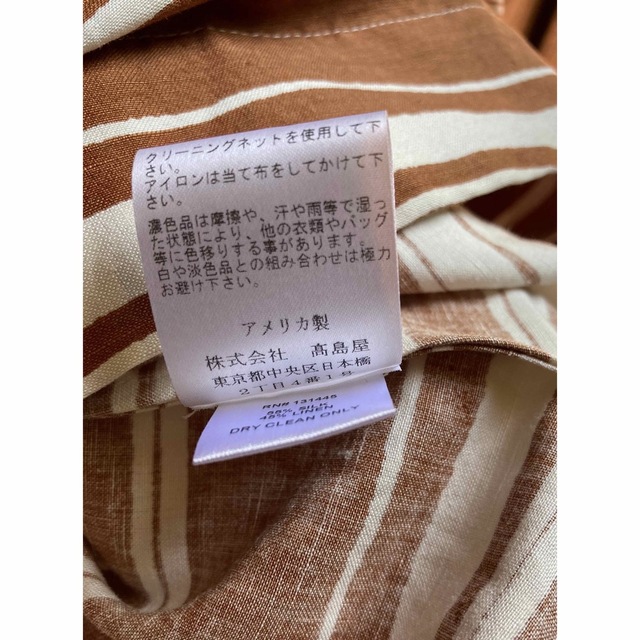 クリーニングネットを使用して下
さい。
アイロンは当て布をしてかけて下
さい。
濃色品は摩擦や、汗や雨等で湿っ
た状態により、他の衣類やバッグ
等に色移りする事があります。
白や淡色品との組み合わせは極力
お避け下さい。
アメリカ製
株式会社 髙島屋
東京都中央区日本橋
2丁目4番1号
RN# 131445
55% SILK
45% LINEN
DRY CLEAN ONLY